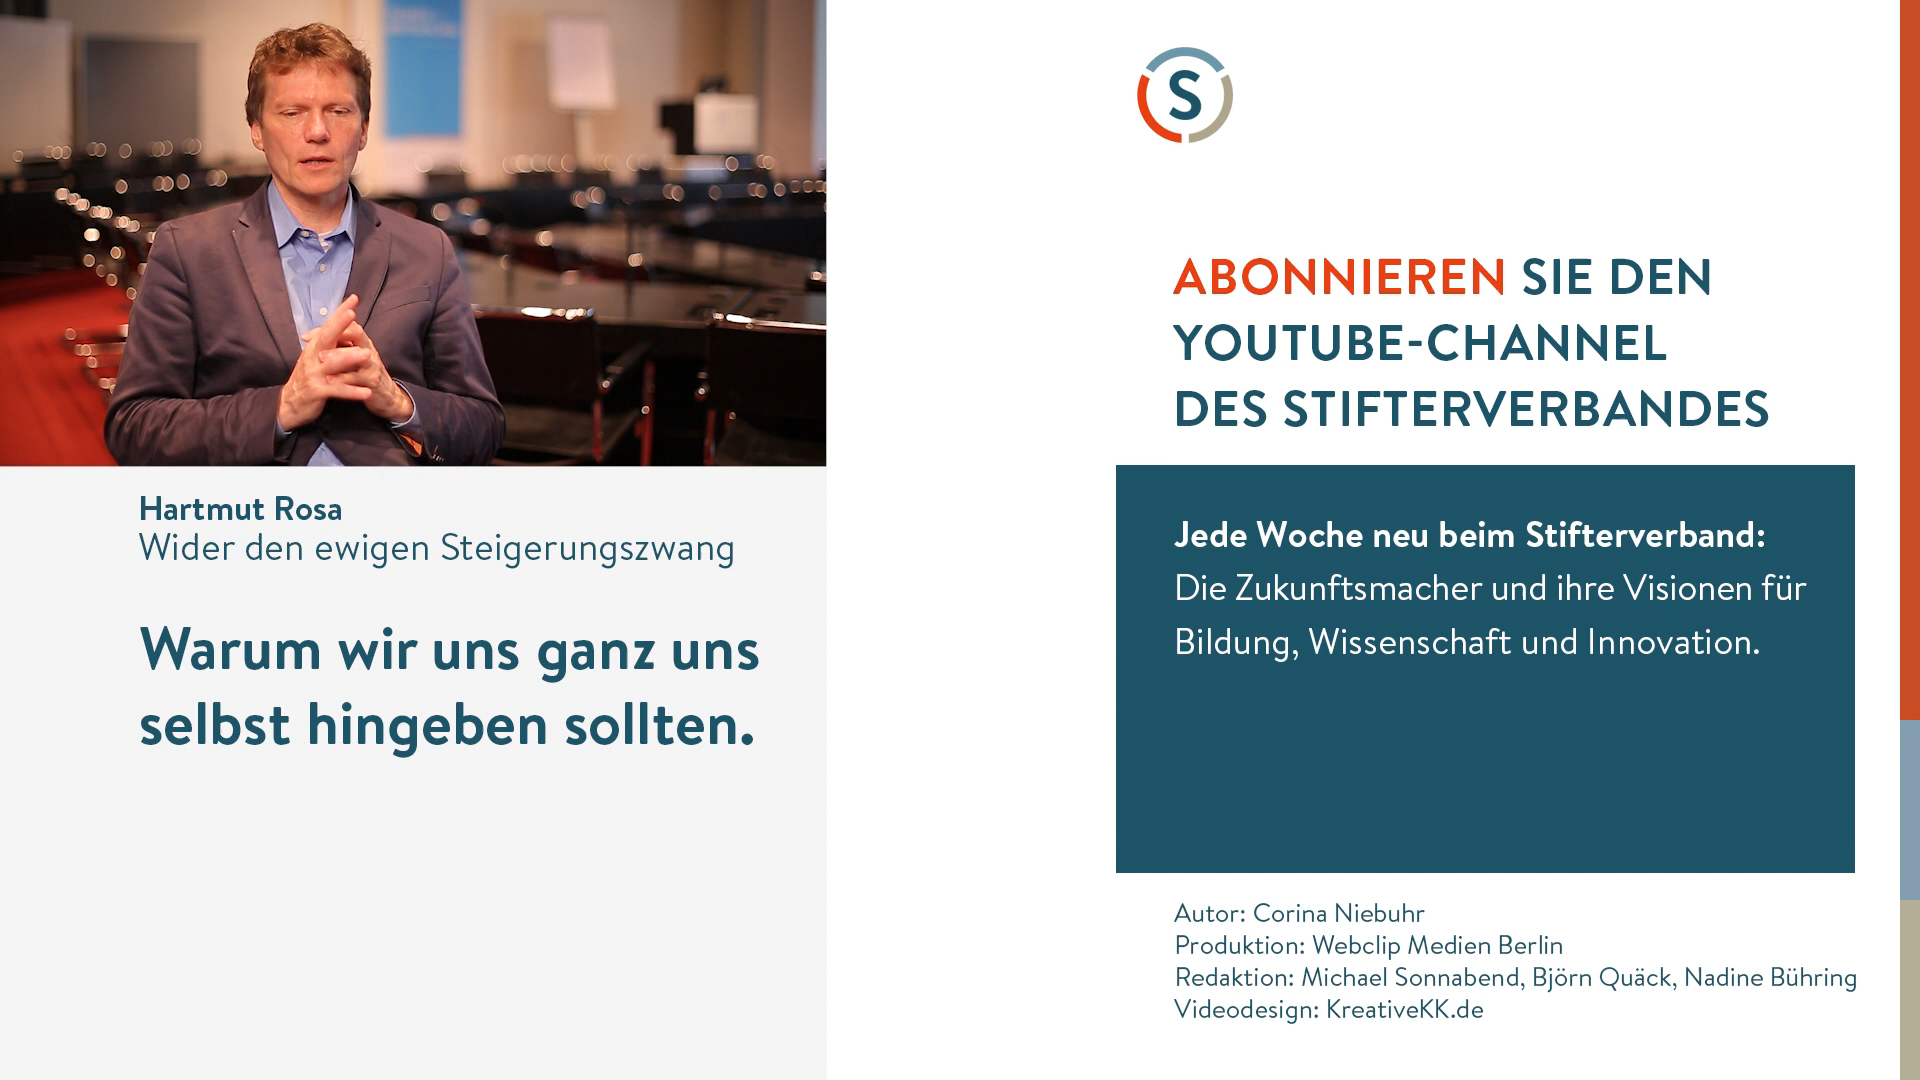 Hartmut Rosa
Wider den ewigen Steigerungszwang
Warum wir uns ganz uns
selbst hingeben sollten.
S
ABONNIEREN SIE DEN
YOUTUBE-CHANNEL
DES STIFTERVERBANDES
Jede Woche neu beim Stifterverband:
Die Zukunftsmacher und ihre Visionen für
Bildung, Wissenschaft und Innovation.
Autor: Corina Niebuhr
Produktion: Webclip Medien Berlin
Redaktion: Michael Sonnabend, Björn Quäck, Nadine Bühring
Videodesign: KreativeKK.de